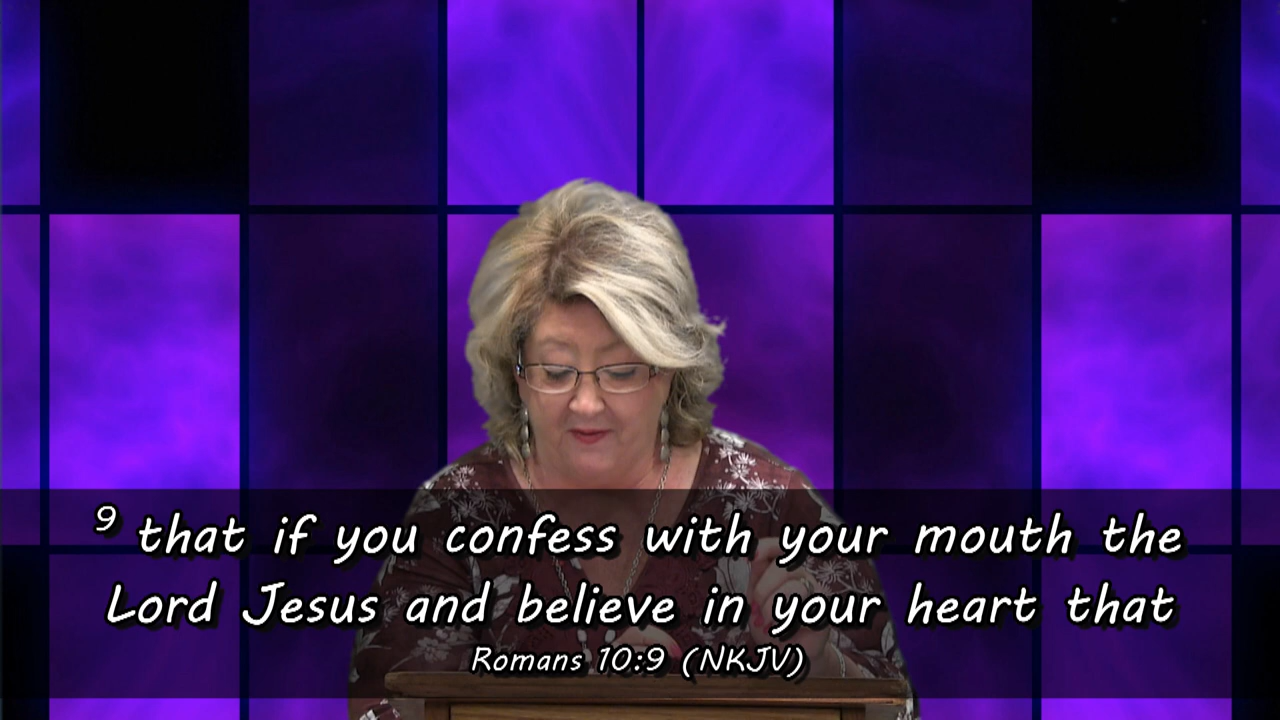 9 that if you confess with your mouth the
Lord Jesus and believe in your heart that
Romans 10:9 (NKJV)